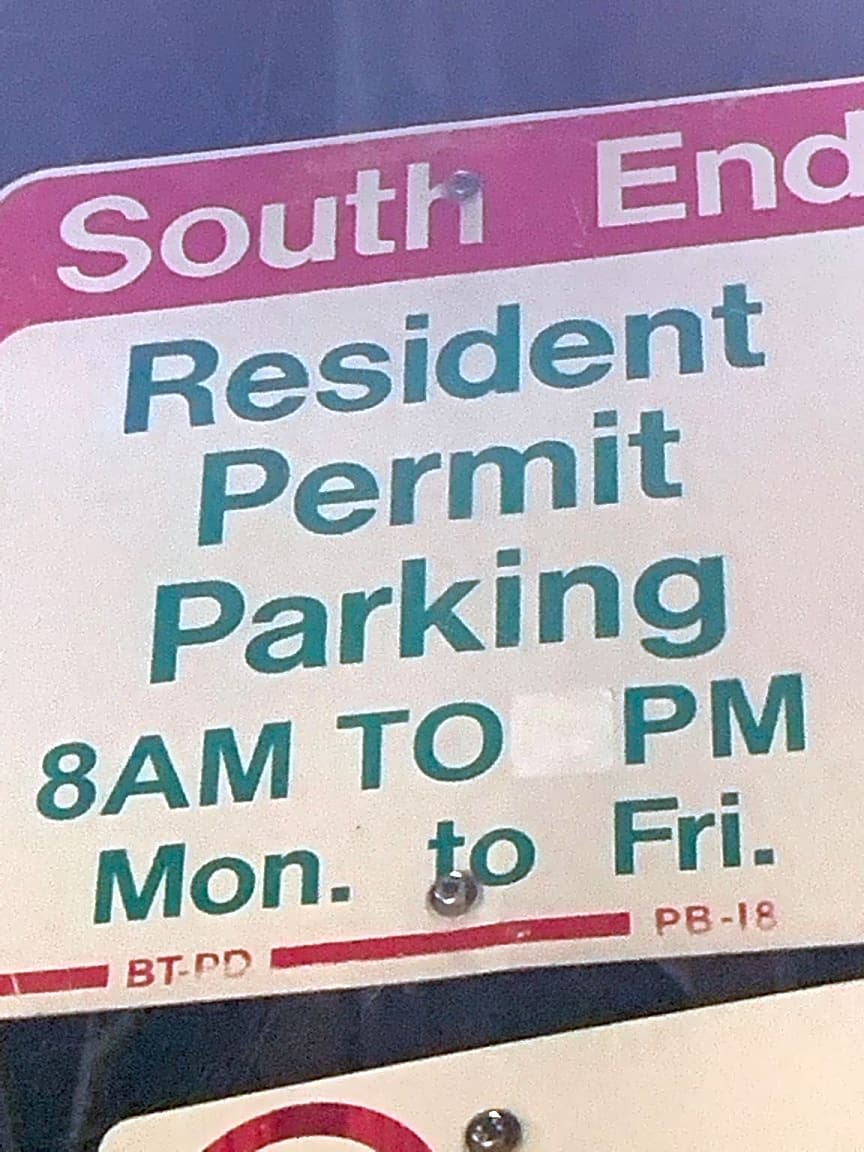 South End
Resident
Permit
Parking
8AM TO PM
Mon. to Fri.
BT-PD PB-18